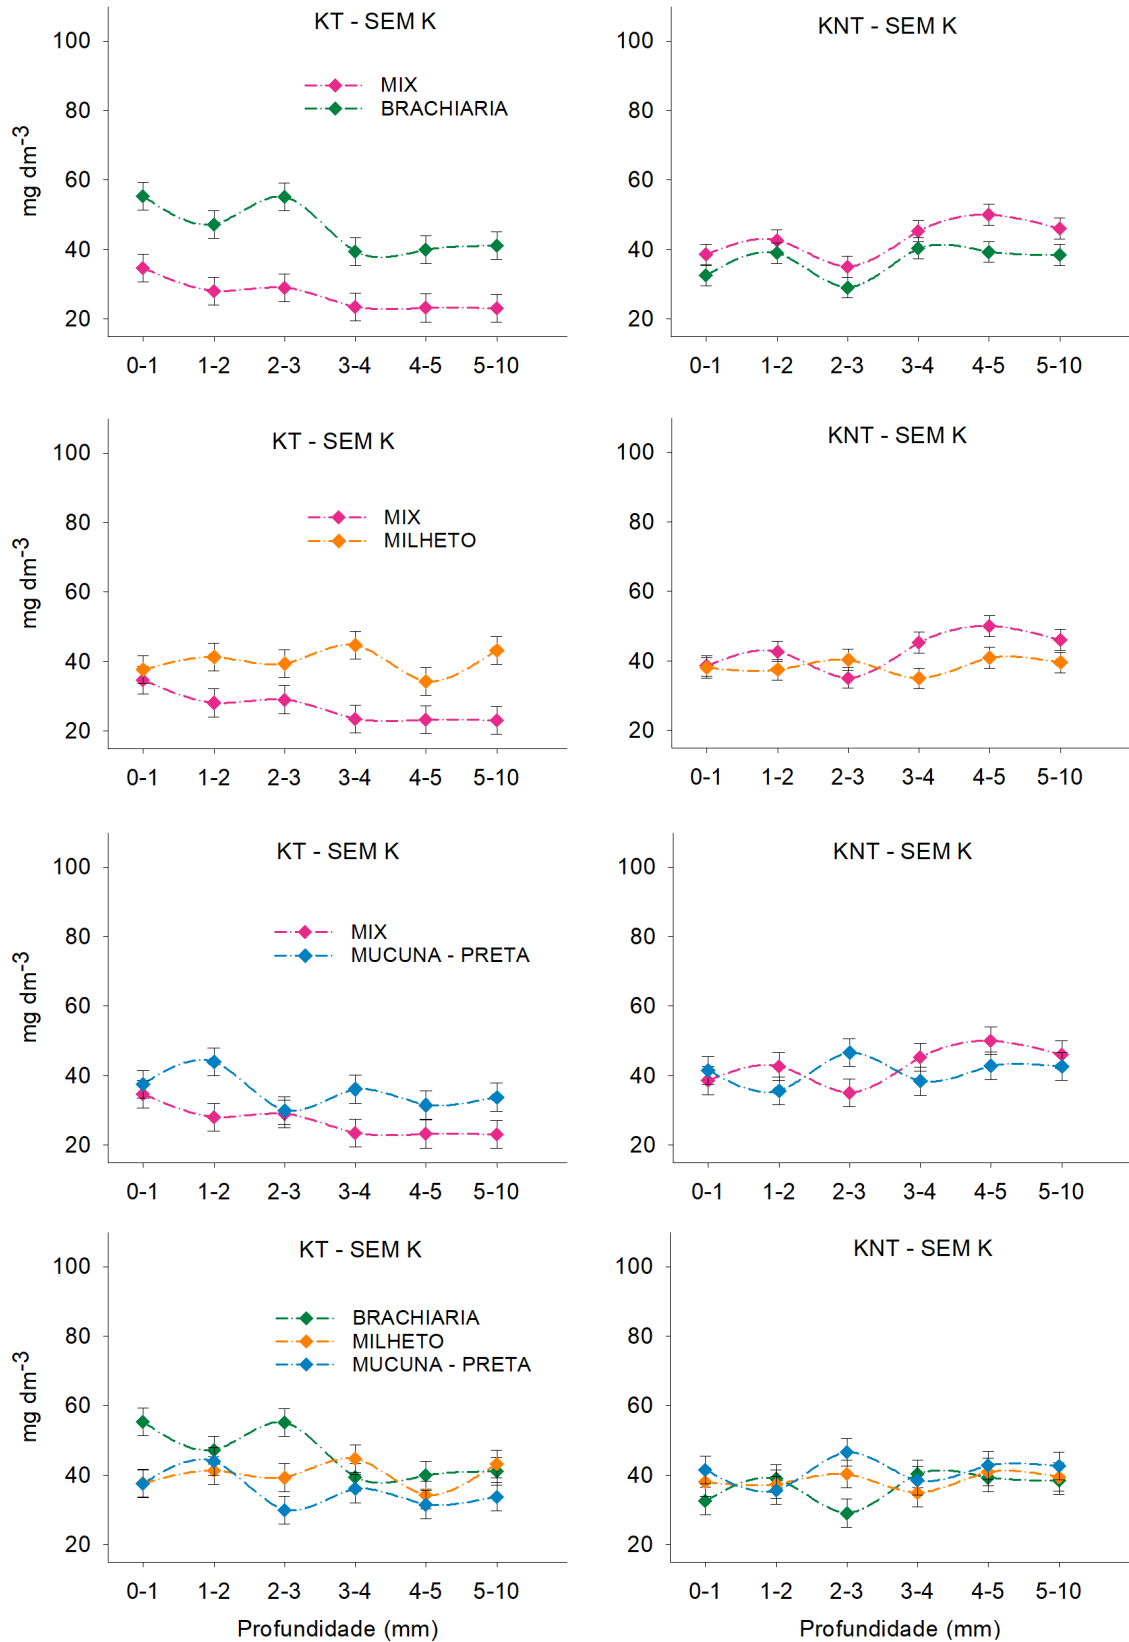 KT - SEM K
100
80
60
40
20
mg dm-3
MIX
BRACHIARIA
0-1 1-2 2-3 3-4 4-5 5-10
KNT - SEM K
100
80
60
40
20
0-1 1-2 2-3 3-4 4-5 5-10
KT - SEM K
100
80
60
40
20
mg dm-3
MIX
MILHETO
0-1 1-2 2-3 3-4 4-5 5-10
KNT - SEM K
100
80
60
40
20
0-1 1-2 2-3 3-4 4-5 5-10
KT - SEM K
100
80
60
40
20
mg dm-3
MIX
MUCUNA - PRETA
0-1 1-2 2-3 3-4 4-5 5-10
KNT - SEM K
100
80
60
40
20
0-1 1-2 2-3 3-4 4-5 5-10
KT - SEM K
100
80
60
40
20
mg dm-3
BRACHIARIA
MILHETO
MUCUNA - PRETA
0-1 1-2 2-3 3-4 4-5 5-10
Profundidade (mm)
KNT - SEM K
100
80
60
40
20
0-1 1-2 2-3 3-4 4-5 5-10
Profundidade (mm)